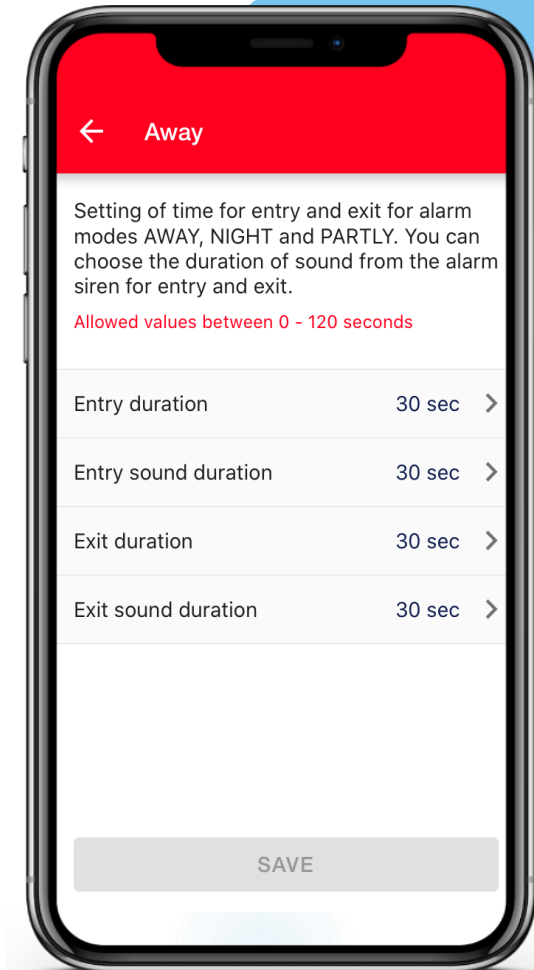 Away
Setting of time for entry and exit for alarm
modes AWAY, NIGHT and PARTLY. You can
choose the duration of sound from the alarm
siren for entry and exit.
Allowed values between 0 - 120 seconds
Entry duration 30 sec
Entry sound duration 30 sec
Exit duration 30 sec
Exit sound duration 30 sec
SAVE